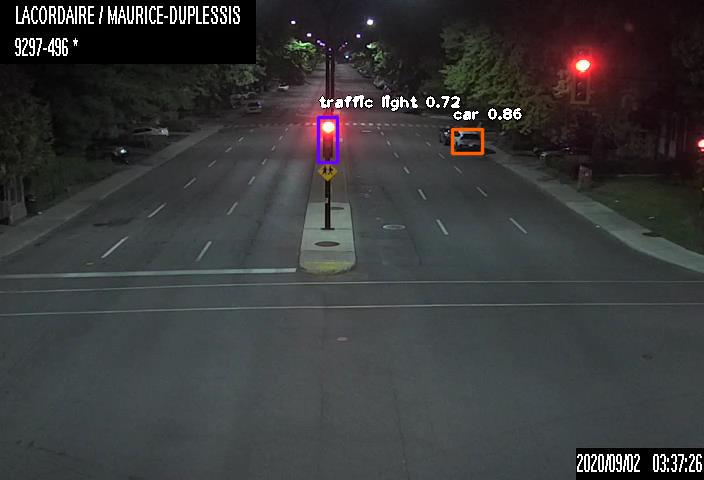 LACORDAIRE / MAURICE-DUPLESSIS
9297-496 *
traffic light 0.72
car 0.86
2020/09/02 03:37:26